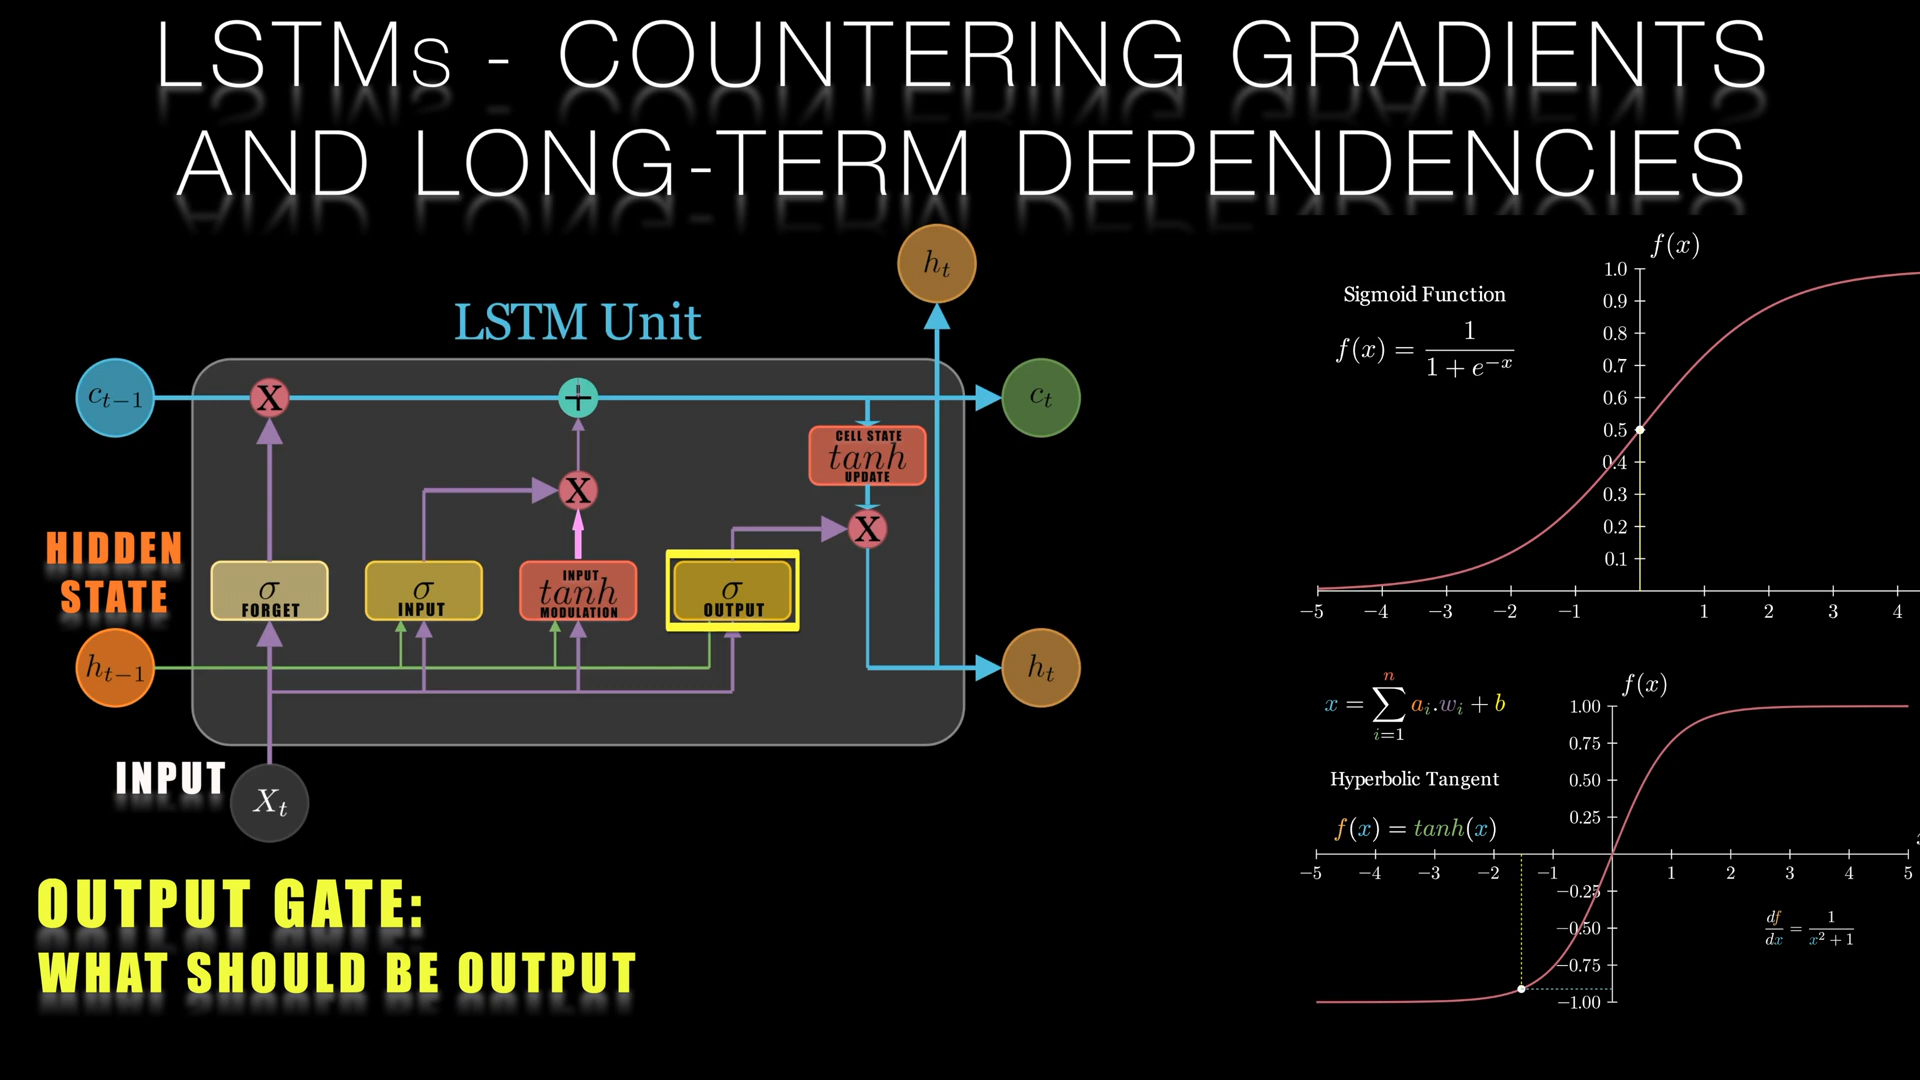 LSTMs - COUNTERING GRADIENTS
AND LONG-TERM DEPENDENCIES
LSTM Unit
h_t
c_{t-1}
X
+
c_t
CELL STATE
tanh
UPDATE
X
X
HIDDEN
STATE
σ
FORGET
σ
INPUT
INPUT
tanh
MODULATION
σ
OUTPUT
h_{t-1}
h_t
INPUT
X_t
OUTPUT GATE:
WHAT SHOULD BE OUTPUT
f(x)
Sigmoid Function
f(x) = 1 / (1 + e^{-x})
1.0
0.9
0.8
0.7
0.6
0.5
0.4
0.3
0.2
0.1
−5 −4 −3 −2 −1 1 2 3 4
x = \sum_{i=1}^{n} a_i.w_i + b
f(x)
Hyperbolic Tangent
f(x) = tanh(x)
1.00
0.75
0.50
0.25
−5 −4 −3 −2 −1 1 2 3 4 5
−0.25
−0.50
−0.75
−1.00
df/dx = 1 / (x^2 + 1)